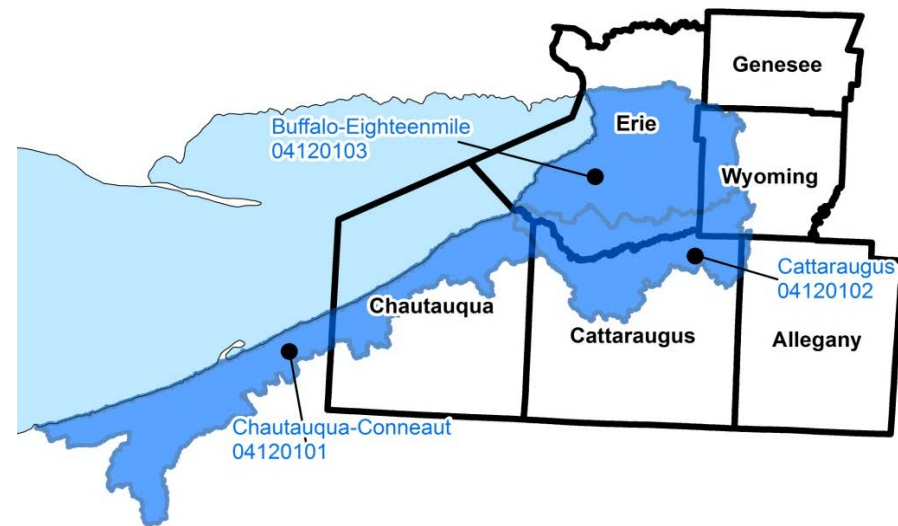 Genesee
Buffalo-Eighteenmile
04120103
Erie
Wyoming
Cattaraugus
04120102
Chautauqua
Cattaraugus
Allegany
Chautauqua-Conneaut
04120101